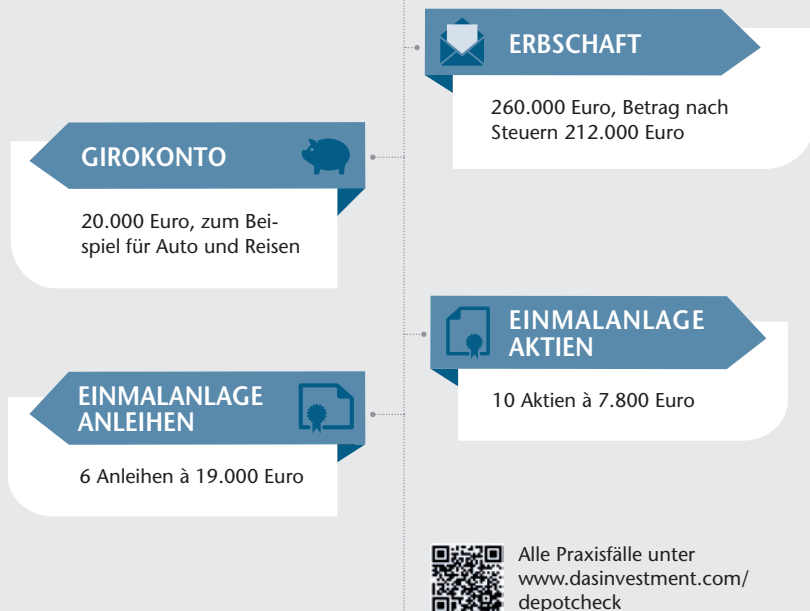 ERBSCHAFT
260.000 Euro, Betrag nach
Steuern 212.000 Euro
GIROKONTO
20.000 Euro, zum Bei-
spiel für Auto und Reisen
EINMALANLAGE
AKTIEN
10 Aktien à 7.800 Euro
EINMALANLAGE
ANLEIHEN
6 Anleihen à 19.000 Euro
Alle Praxisfälle unter
www.dasinvestment.com/
depotcheck